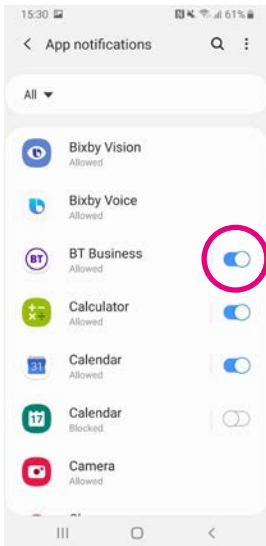 15:30 61%
App notifications
All
Bixby Vision
Allowed
Bixby Voice
Allowed
BT
BT Business
Allowed
Calculator
Allowed
31
Calendar
Allowed
17
Calendar
Blocked
Camera
Allowed